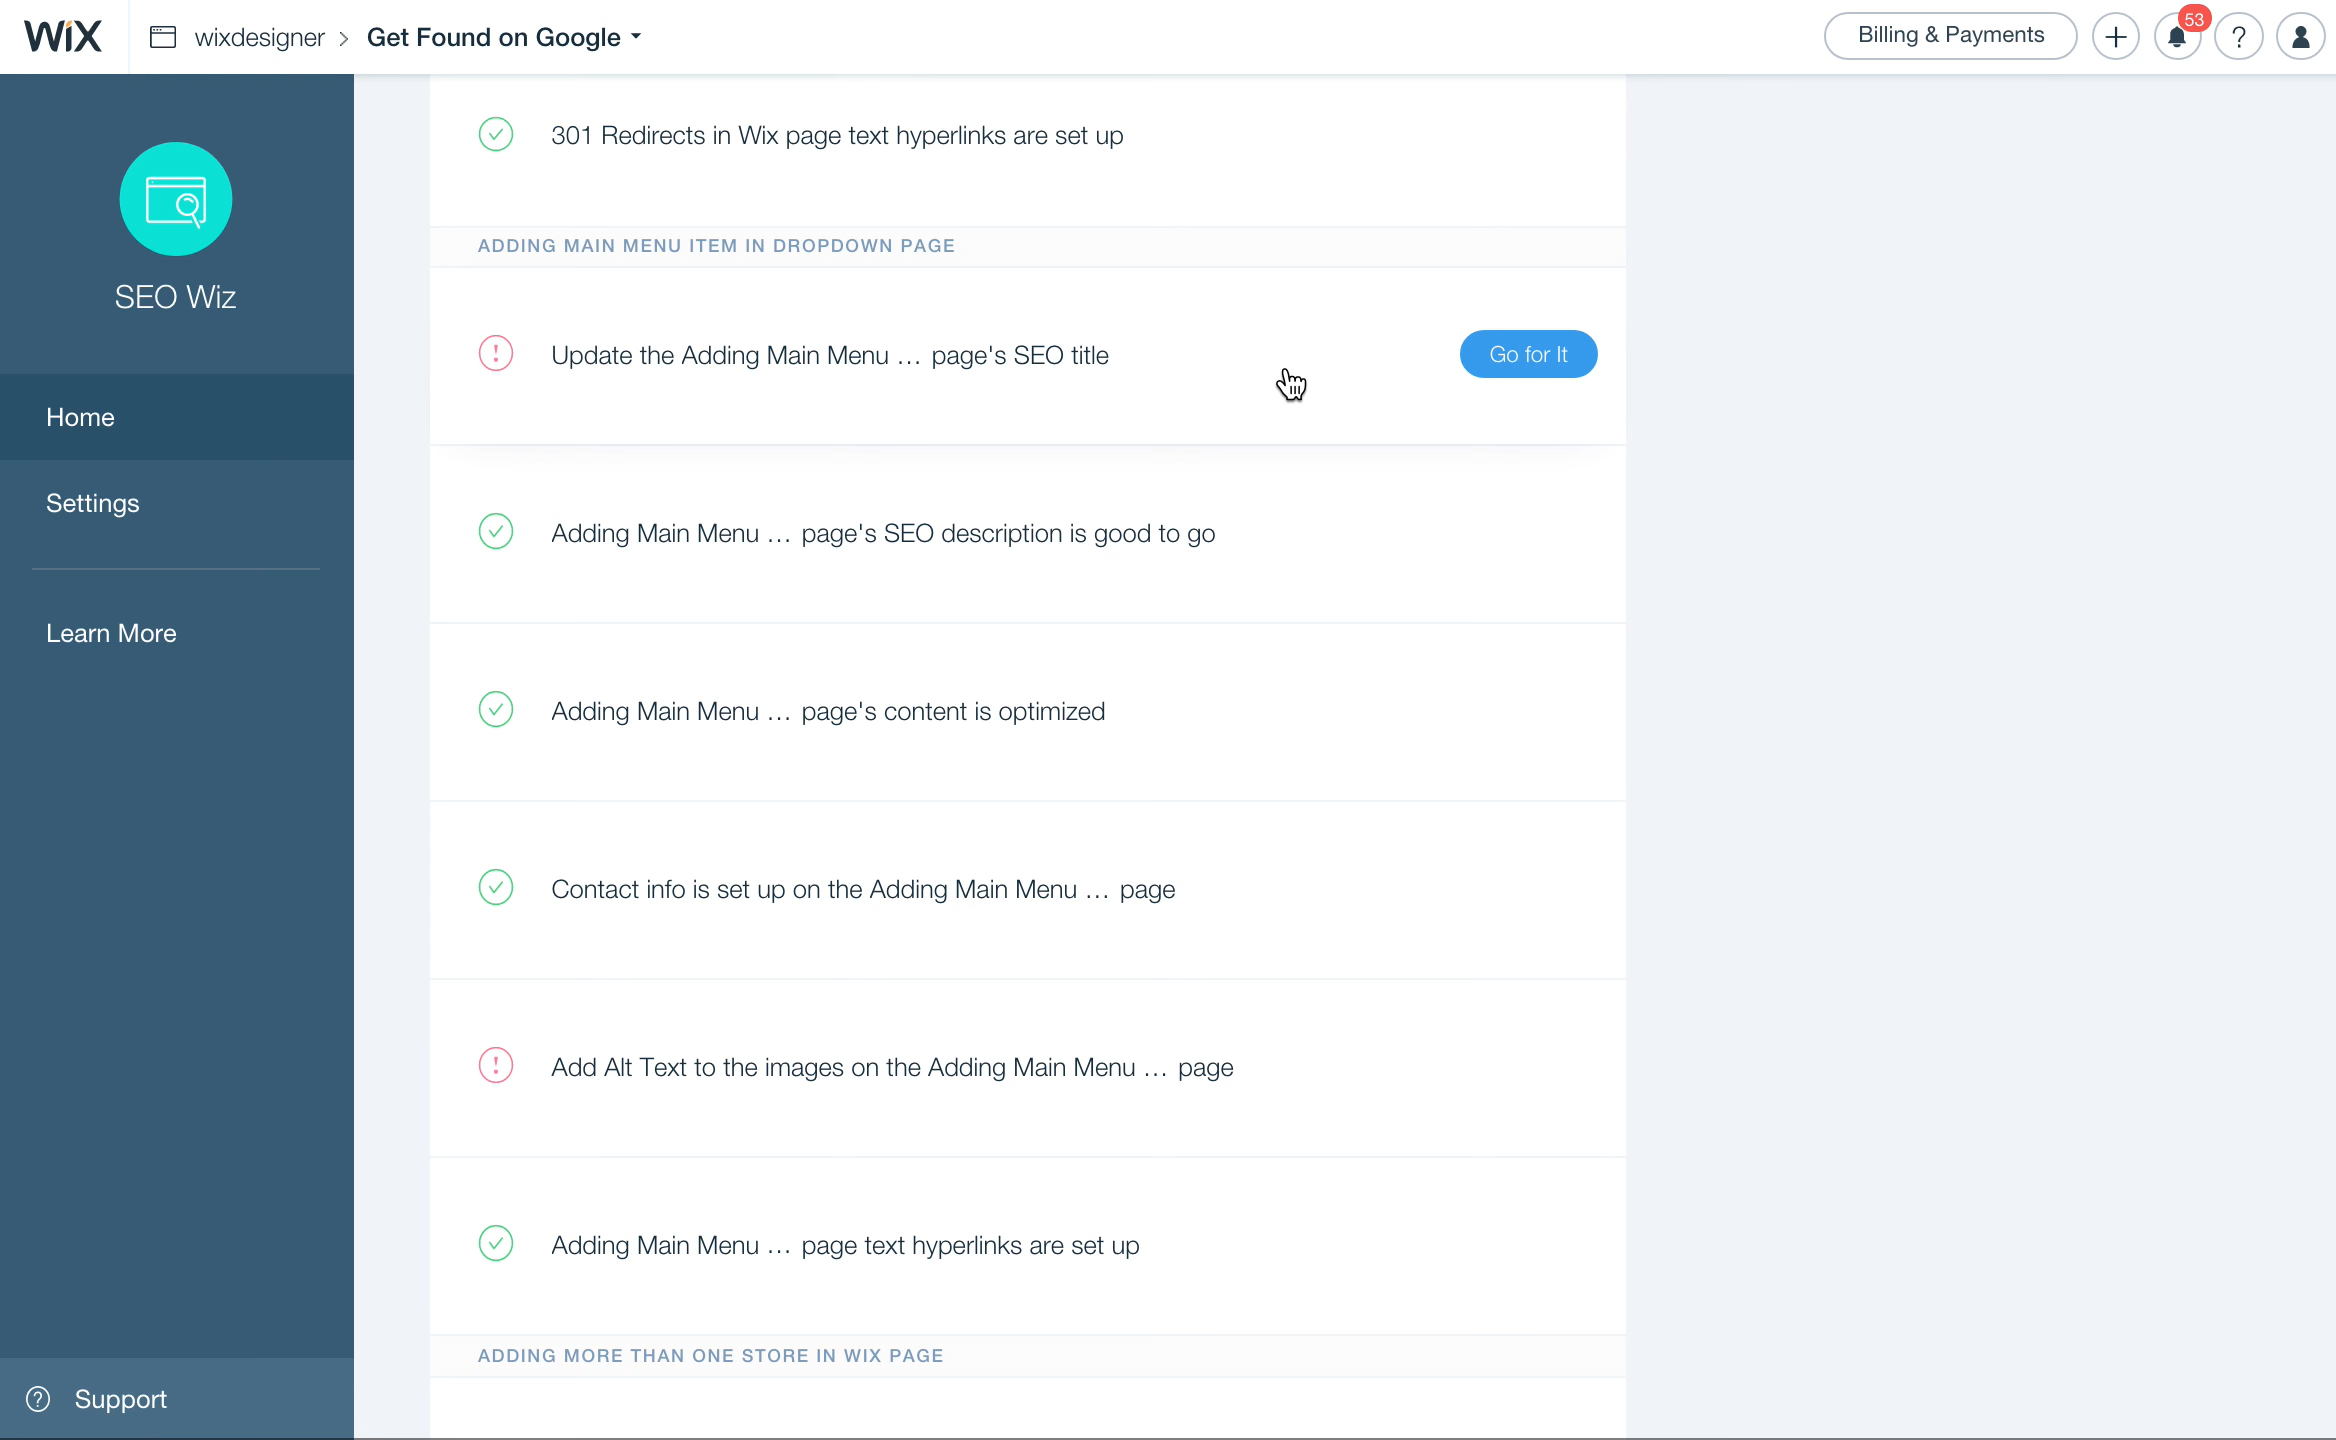 WiX
wixdesigner > Get Found on Google
Billing & Payments
53
?
SEO Wiz
Home
Settings
Learn More
? Support
301 Redirects in Wix page text hyperlinks are set up
ADDING MAIN MENU ITEM IN DROPDOWN PAGE
! Update the Adding Main Menu ... page's SEO title
Go for It
Adding Main Menu ... page's SEO description is good to go
Adding Main Menu ... page's content is optimized
Contact info is set up on the Adding Main Menu ... page
! Add Alt Text to the images on the Adding Main Menu ... page
Adding Main Menu ... page text hyperlinks are set up
ADDING MORE THAN ONE STORE IN WIX PAGE